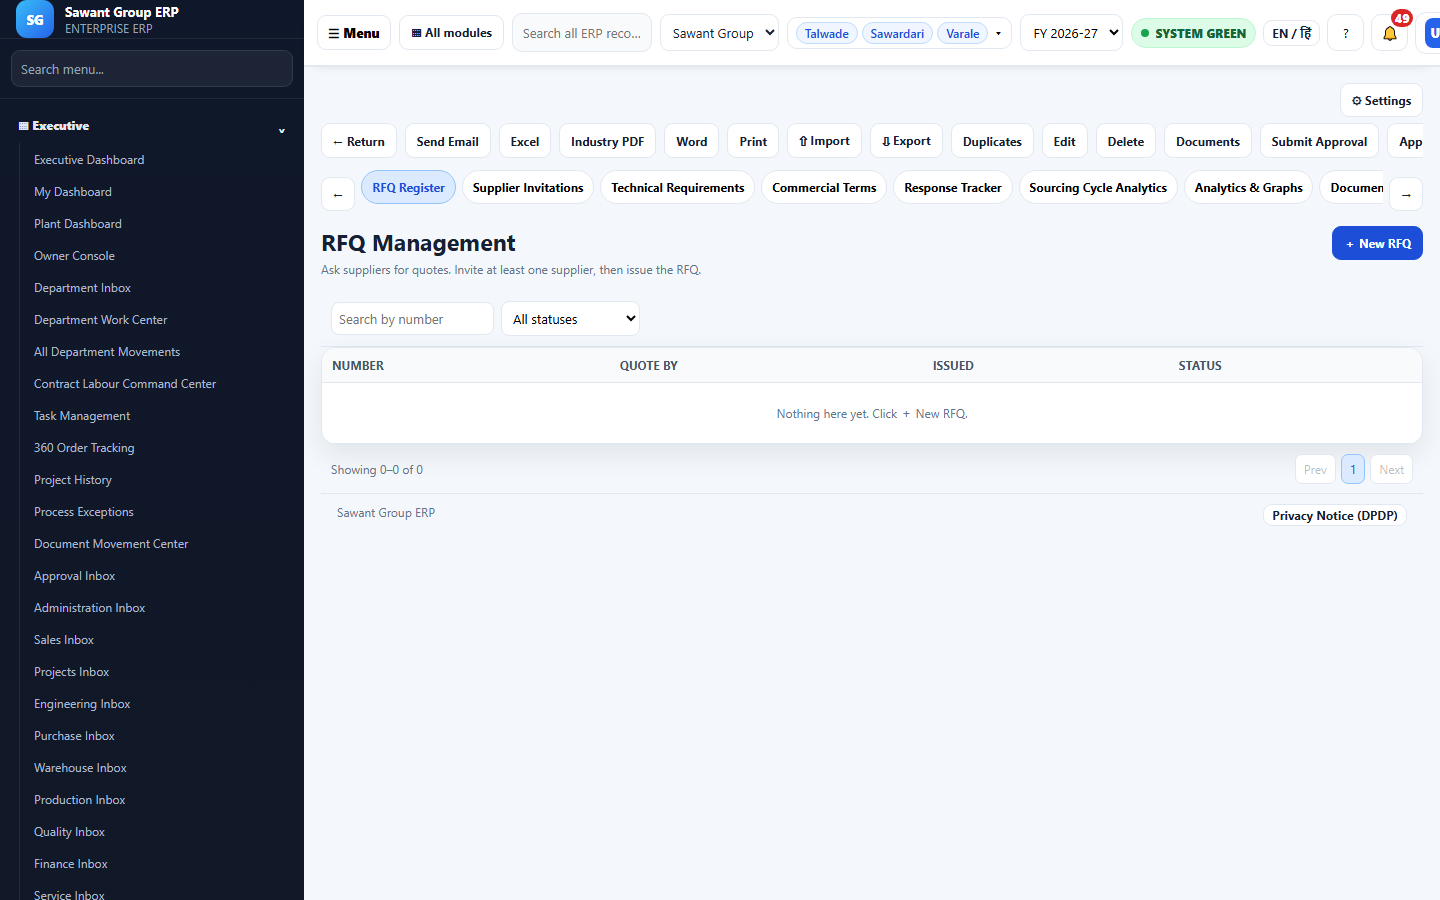 SG
Sawant Group ERP
ENTERPRISE ERP
Search menu...
Executive
Executive Dashboard
My Dashboard
Plant Dashboard
Owner Console
Department Inbox
Department Work Center
All Department Movements
Contract Labour Command Center
Task Management
360 Order Tracking
Project History
Process Exceptions
Document Movement Center
Approval Inbox
Administration Inbox
Sales Inbox
Projects Inbox
Engineering Inbox
Purchase Inbox
Warehouse Inbox
Production Inbox
Quality Inbox
Finance Inbox
Service Inbox
☰ Menu
All modules
Search all ERP reco...
Sawant Group
Talwade Sawardari Varale
FY 2026-27
SYSTEM GREEN
EN / हिं
?
49
U
⚙ Settings
← Return Send Email Excel Industry PDF Word Print ⇧ Import ⇩ Export Duplicates Edit Delete Documents Submit Approval App
← RFQ Register Supplier Invitations Technical Requirements Commercial Terms Response Tracker Sourcing Cycle Analytics Analytics & Graphs Documen →
RFQ Management
+ New RFQ
Ask suppliers for quotes. Invite at least one supplier, then issue the RFQ.
Search by number
All statuses
NUMBER QUOTE BY ISSUED STATUS
Nothing here yet. Click + New RFQ.
Showing 0–0 of 0
Prev 1 Next
Sawant Group ERP
Privacy Notice (DPDP)